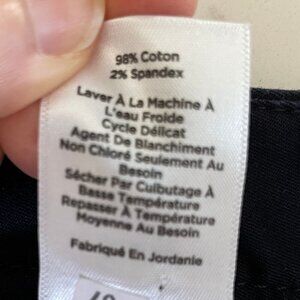 98% Coton
2% Spandex
Laver À La Machine À
L'eau Froide
Cycle Délicat
Agent De Blanchiment
Non Chloré Seulement Au
Besoin
Sécher Par Culbutage À
Basse Température
Repasser À Température
Moyenne Au Besoin
Fabriqué En Jordanie